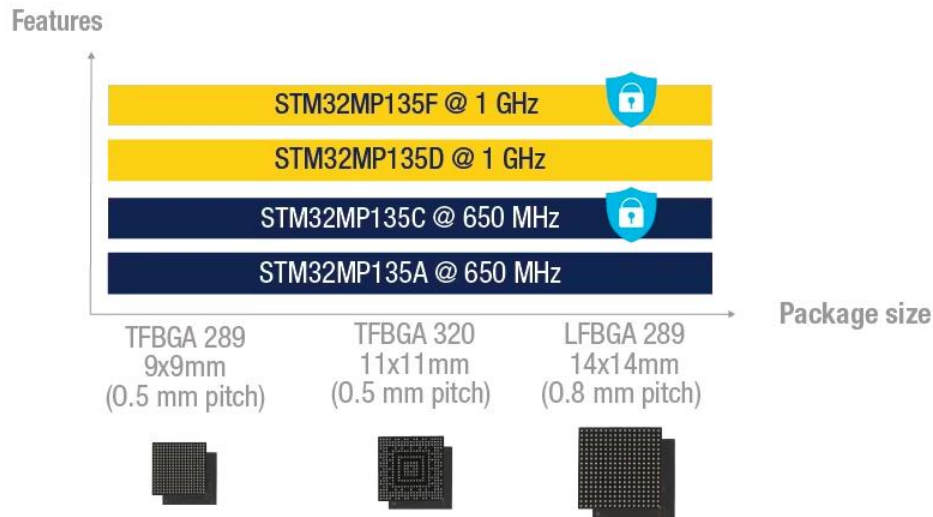 Features
STM32MP135F @ 1 GHz
STM32MP135D @ 1 GHz
STM32MP135C @ 650 MHz
STM32MP135A @ 650 MHz
Package size
TFBGA 289
9x9mm
(0.5 mm pitch)
TFBGA 320
11x11mm
(0.5 mm pitch)
LFBGA 289
14x14mm
(0.8 mm pitch)